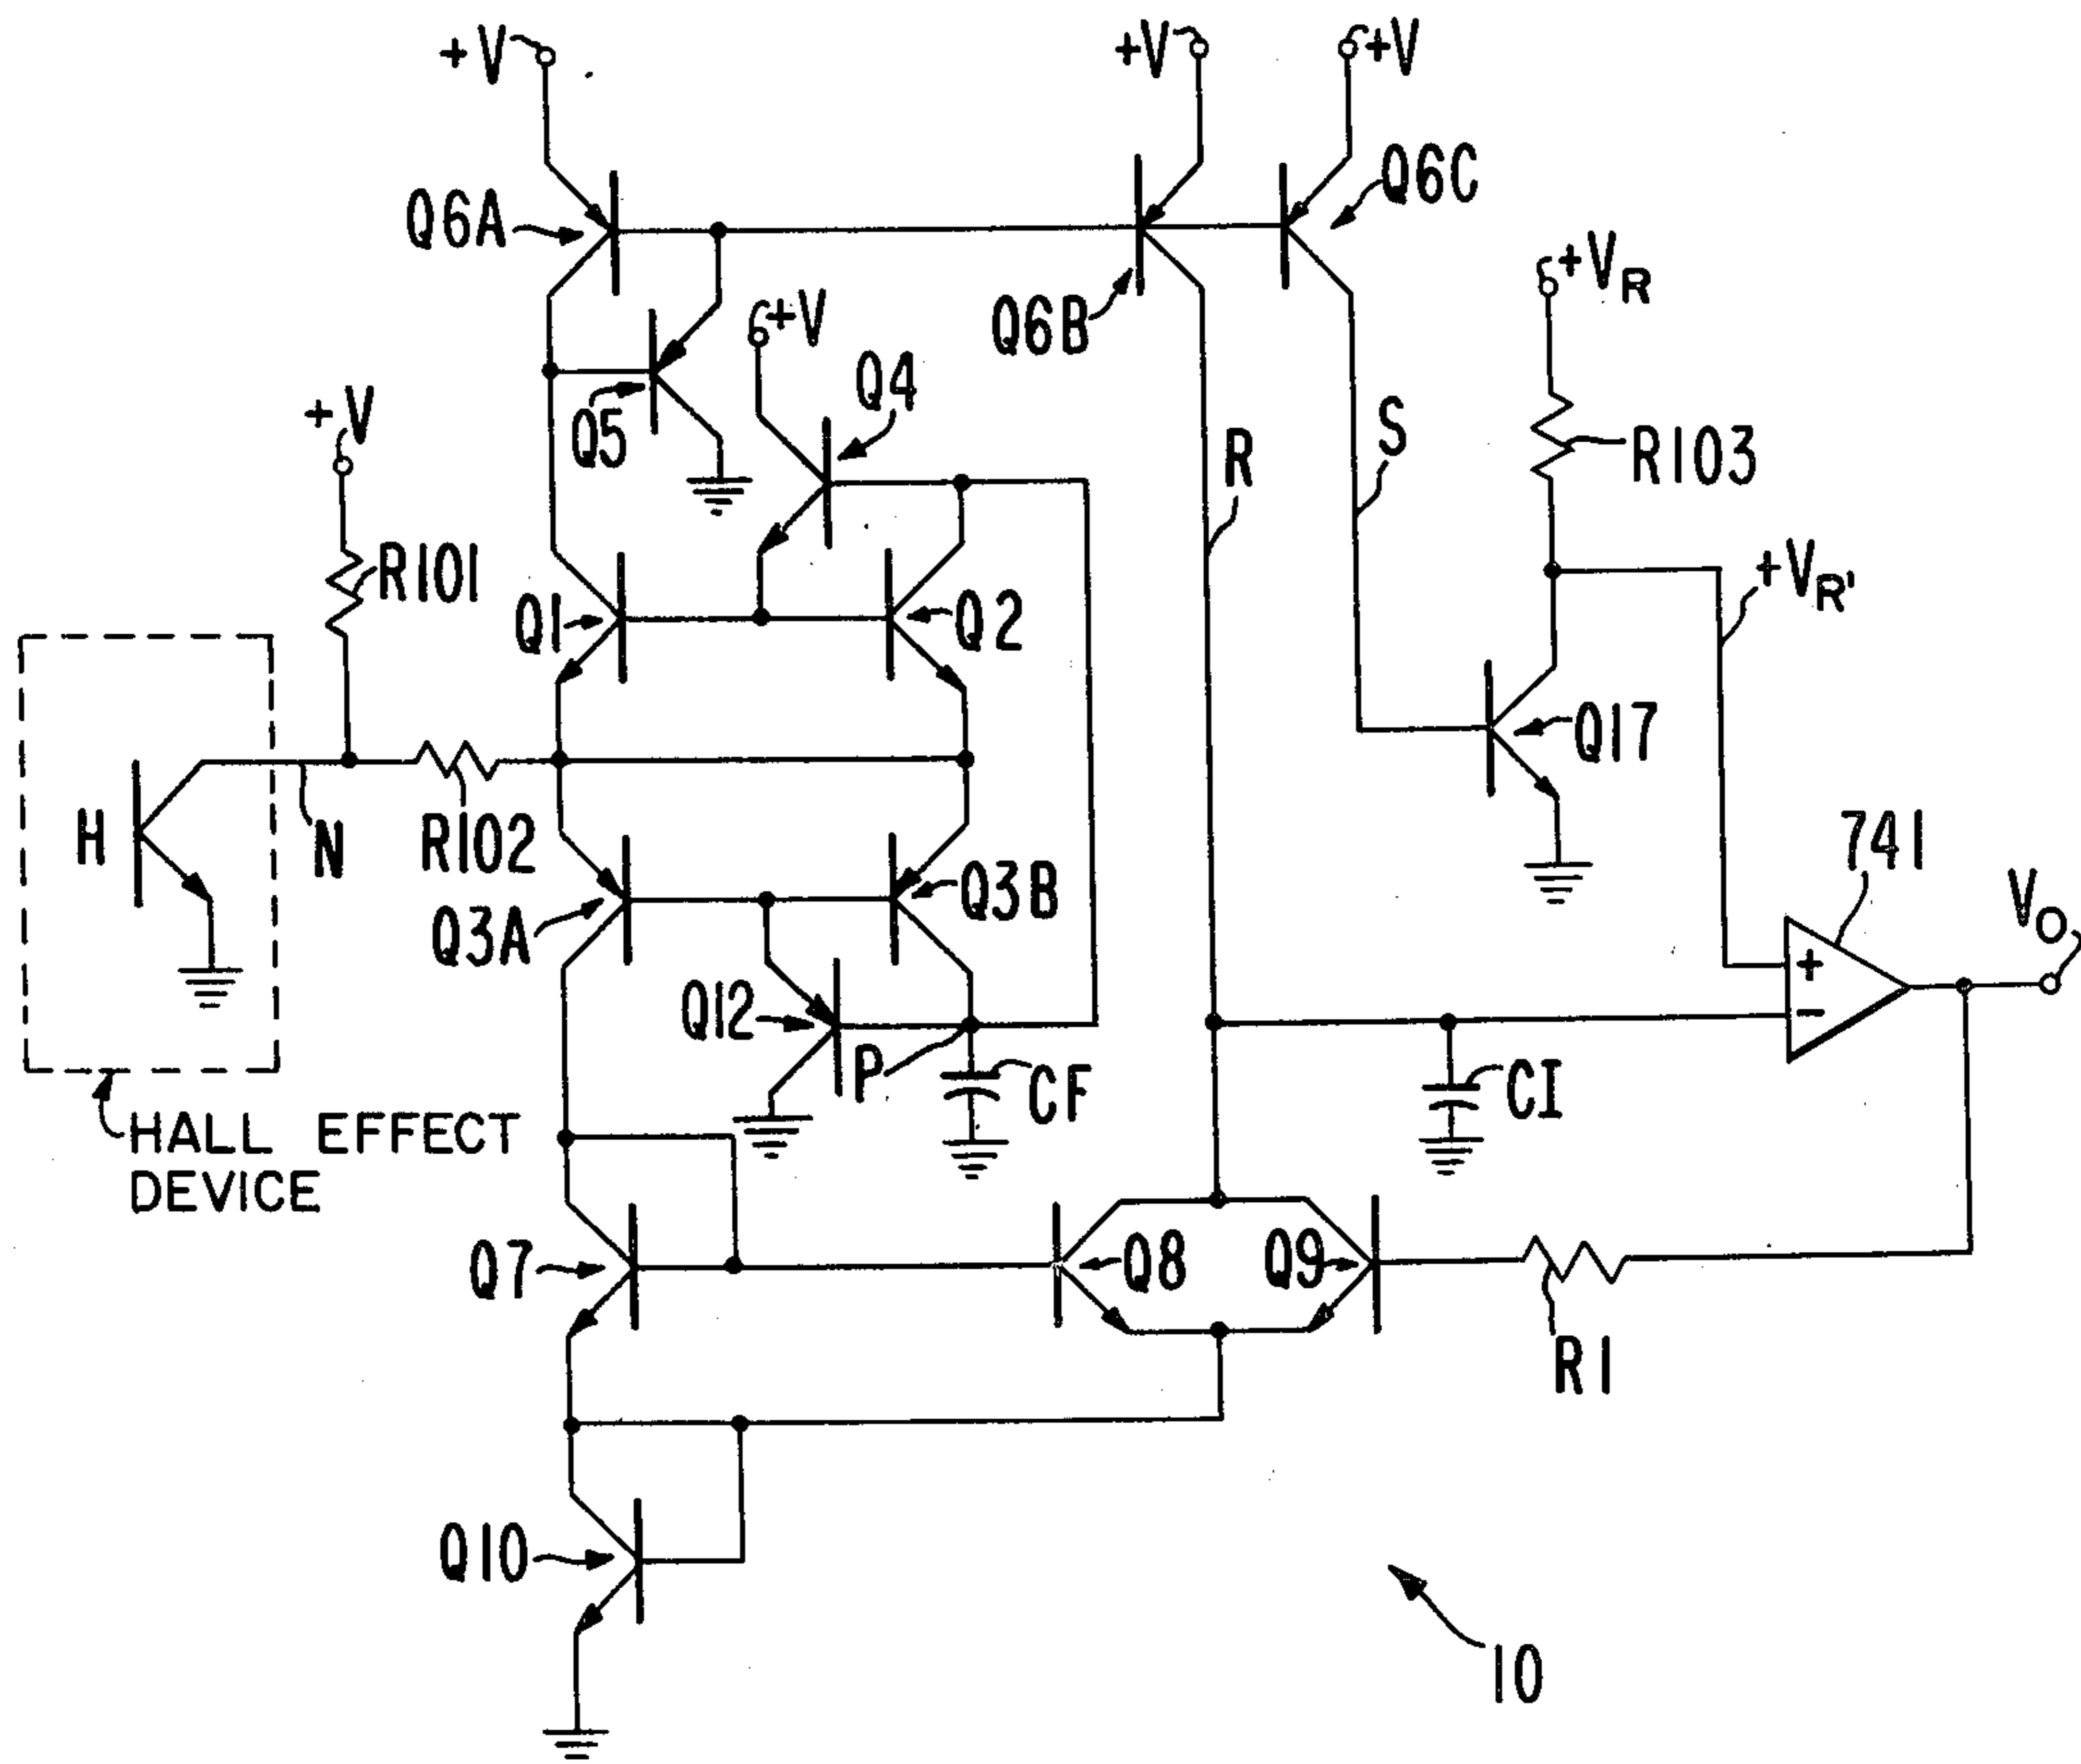 +V
+V
+V
Q6A
Q6C
+VR
Q6B
+V
Q4
Q5
+V
R
S
R103
R101
Q1
Q2
+VR'
Q17
H
N
R102
Q3A
Q3B
741
VO
Q12
P
CF
CI
HALL EFFECT
DEVICE
+
−
Q7
Q8
Q9
R1
Q10
10